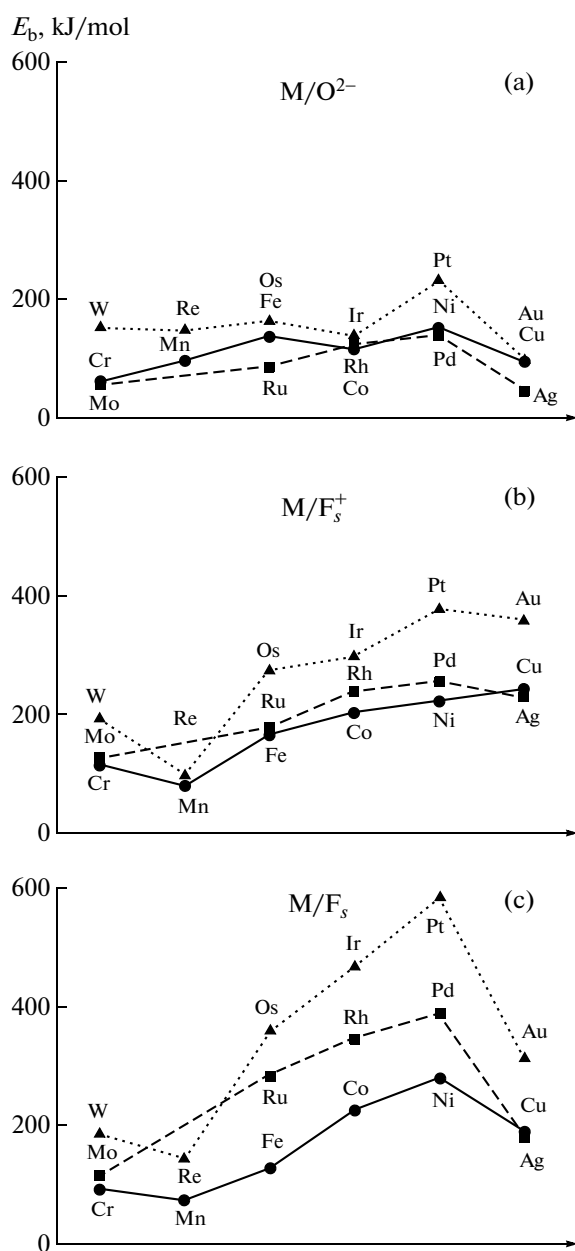 E_b, kJ/mol
600
(a)
M/O²⁻
400
Pt
Os
W Re Fe Ir Ni Au
200
Mn Cu
Cr
Rh Pd
Mo Ru Co Ag
0
600
(b)
M/F_s⁺
400
Pt Au
Ir
Os
Rh Pd Cu
W Re Ru
200
Mo Ni Ag
Co
Fe
Cr
Mn
0
600
M/F_s (c)
Pt
Ir
400
Os Rh Pd
Au
Ru
Co
Ni Cu
W
200
Mo Fe
Re Ag
Cr Mn
0